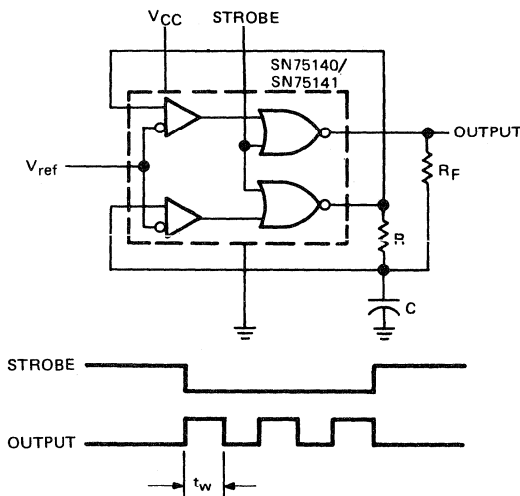 VCC
STROBE
SN75140/
SN75141
Vref
OUTPUT
RF
R
C
STROBE
OUTPUT
tw